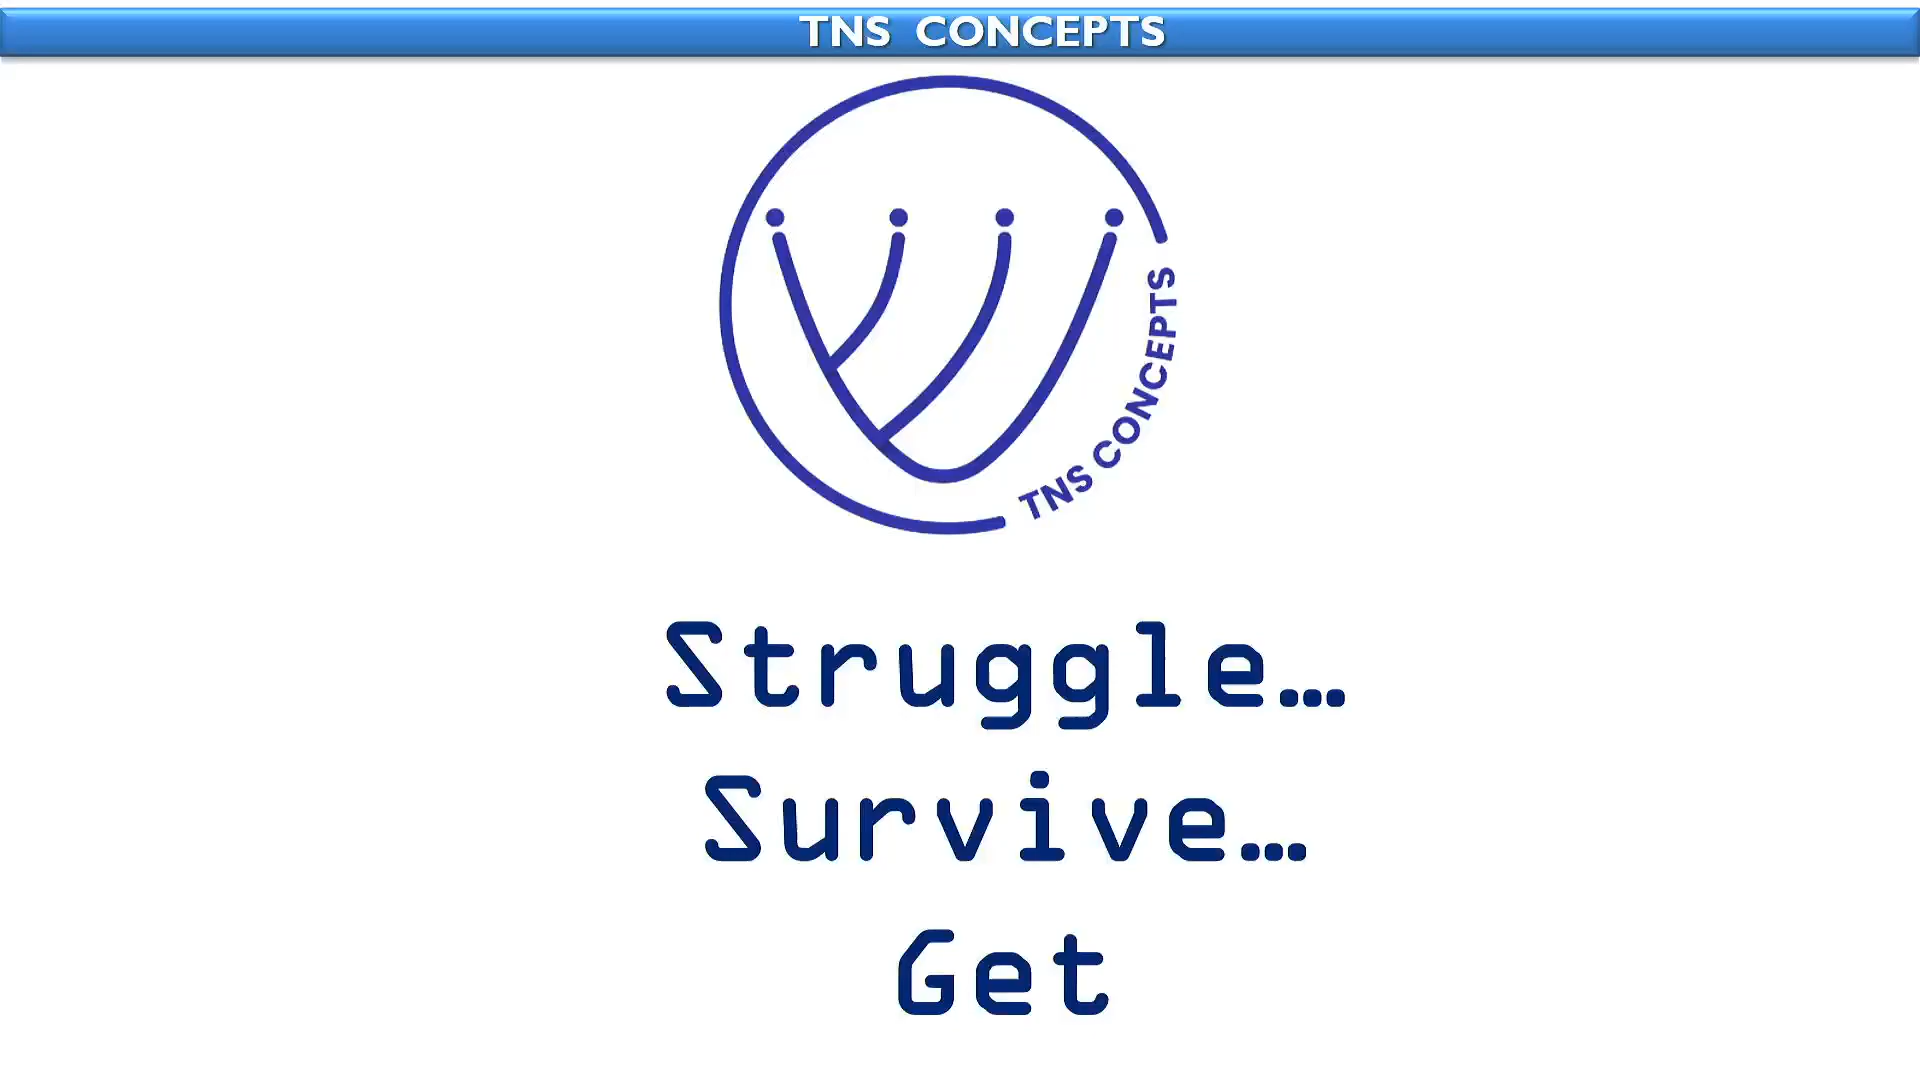 TNS CONCEPTS
TNS CONCEPTS
Struggle...
Survive...
Get